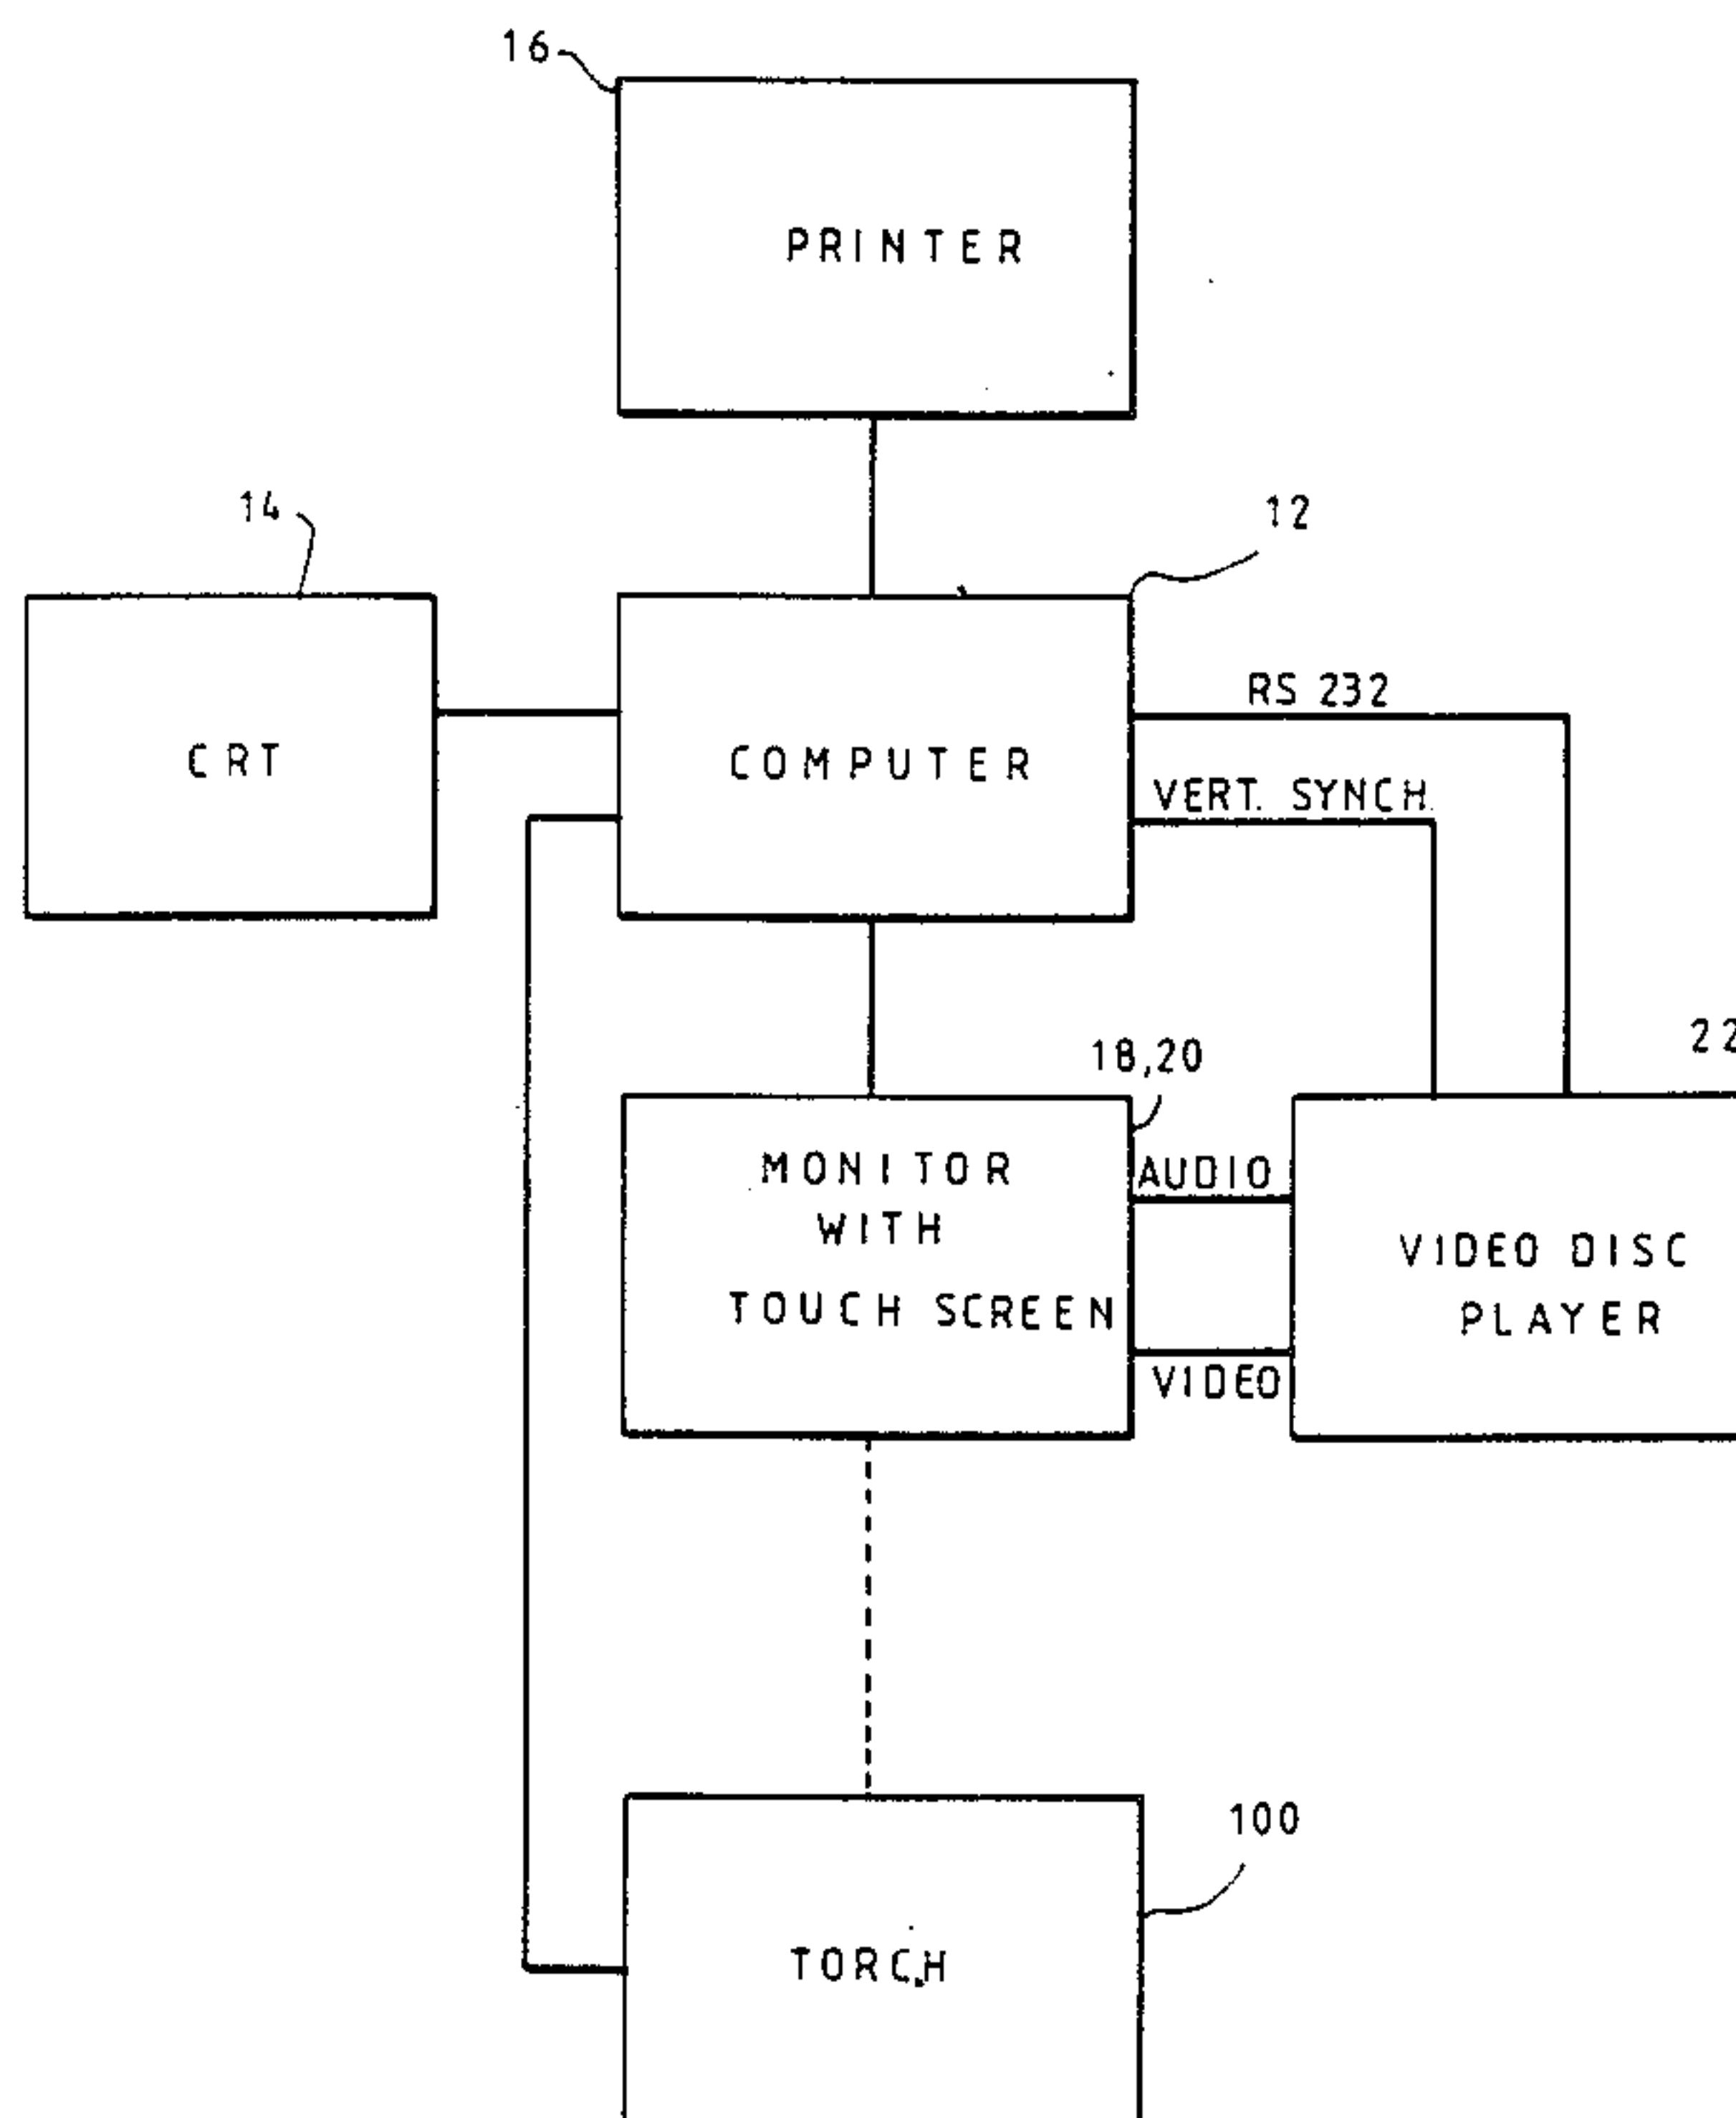 16
PRINTER
14
12
CRT
COMPUTER
RS 232
VERT. SYNCH.
18,20
22
MONITOR
WITH
TOUCH SCREEN
AUDIO
VIDEO
VIDEO DISC
PLAYER
100
TORCH